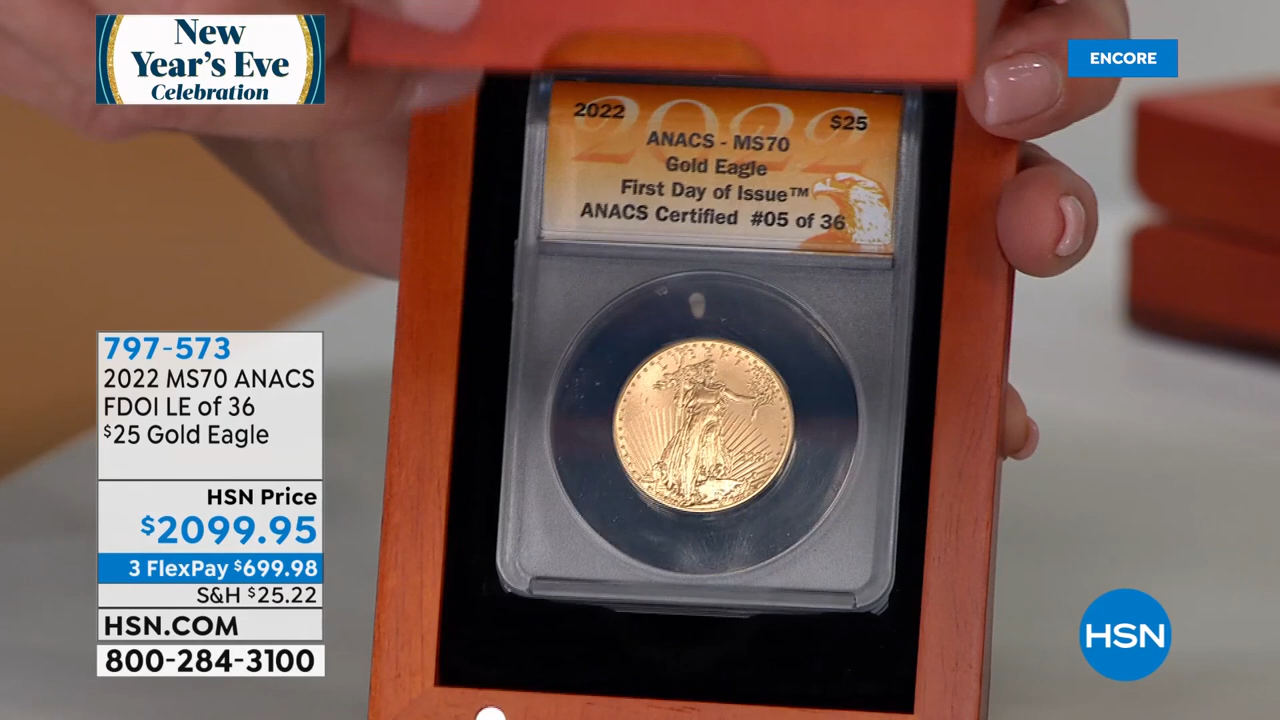 New
Year's Eve
Celebration
ENCORE
2022
2022 $25
ANACS - MS70
Gold Eagle
First Day of Issue™
ANACS Certified #05 of 36
797-573
2022 MS70 ANACS
FDOI LE of 36
$25 Gold Eagle
HSN Price
$2099.95
3 FlexPay $699.98
S&H $25.22
HSN.COM
800-284-3100
HSN